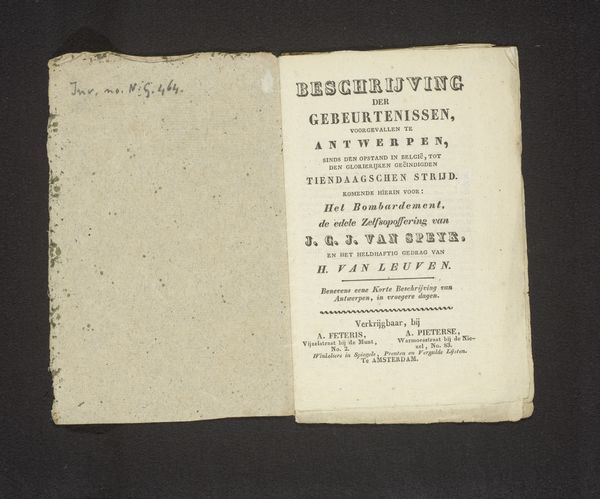 Inv. no. N: G. 464.
BESCHRIJVING
DER
GEBEURTENISSEN,
VOORGEVALLEN TE
ANTWERPEN,
SINDS DEN OPSTAND IN BELGIË, TOT
DEN GLORIERIJKEN GEËINDIGDEN
TIENDAAGSCHEN STRIJD.
KOMENDE HIERIN VOOR:
Het Bombardement,
de edele Zelfsopoffering van
J. C. J. VAN SPEYK,
EN HET HELDHAFTIG GEDRAG VAN
H. VAN LEUVEN.
Benevens eene Korte Beschrijving van
Antwerpen, in vroegere dagen.
Verkrijgbaar, bij
A. FETERIS,
Vijzelstraat bij de Munt,
No. 2.
A. PIETERSE,
Warmoesstraat bij de Nie-
zel, No. 83.
Winkeliers in Spiegels, Prenten en Vergulde Lijsten.
Te AMSTERDAM.